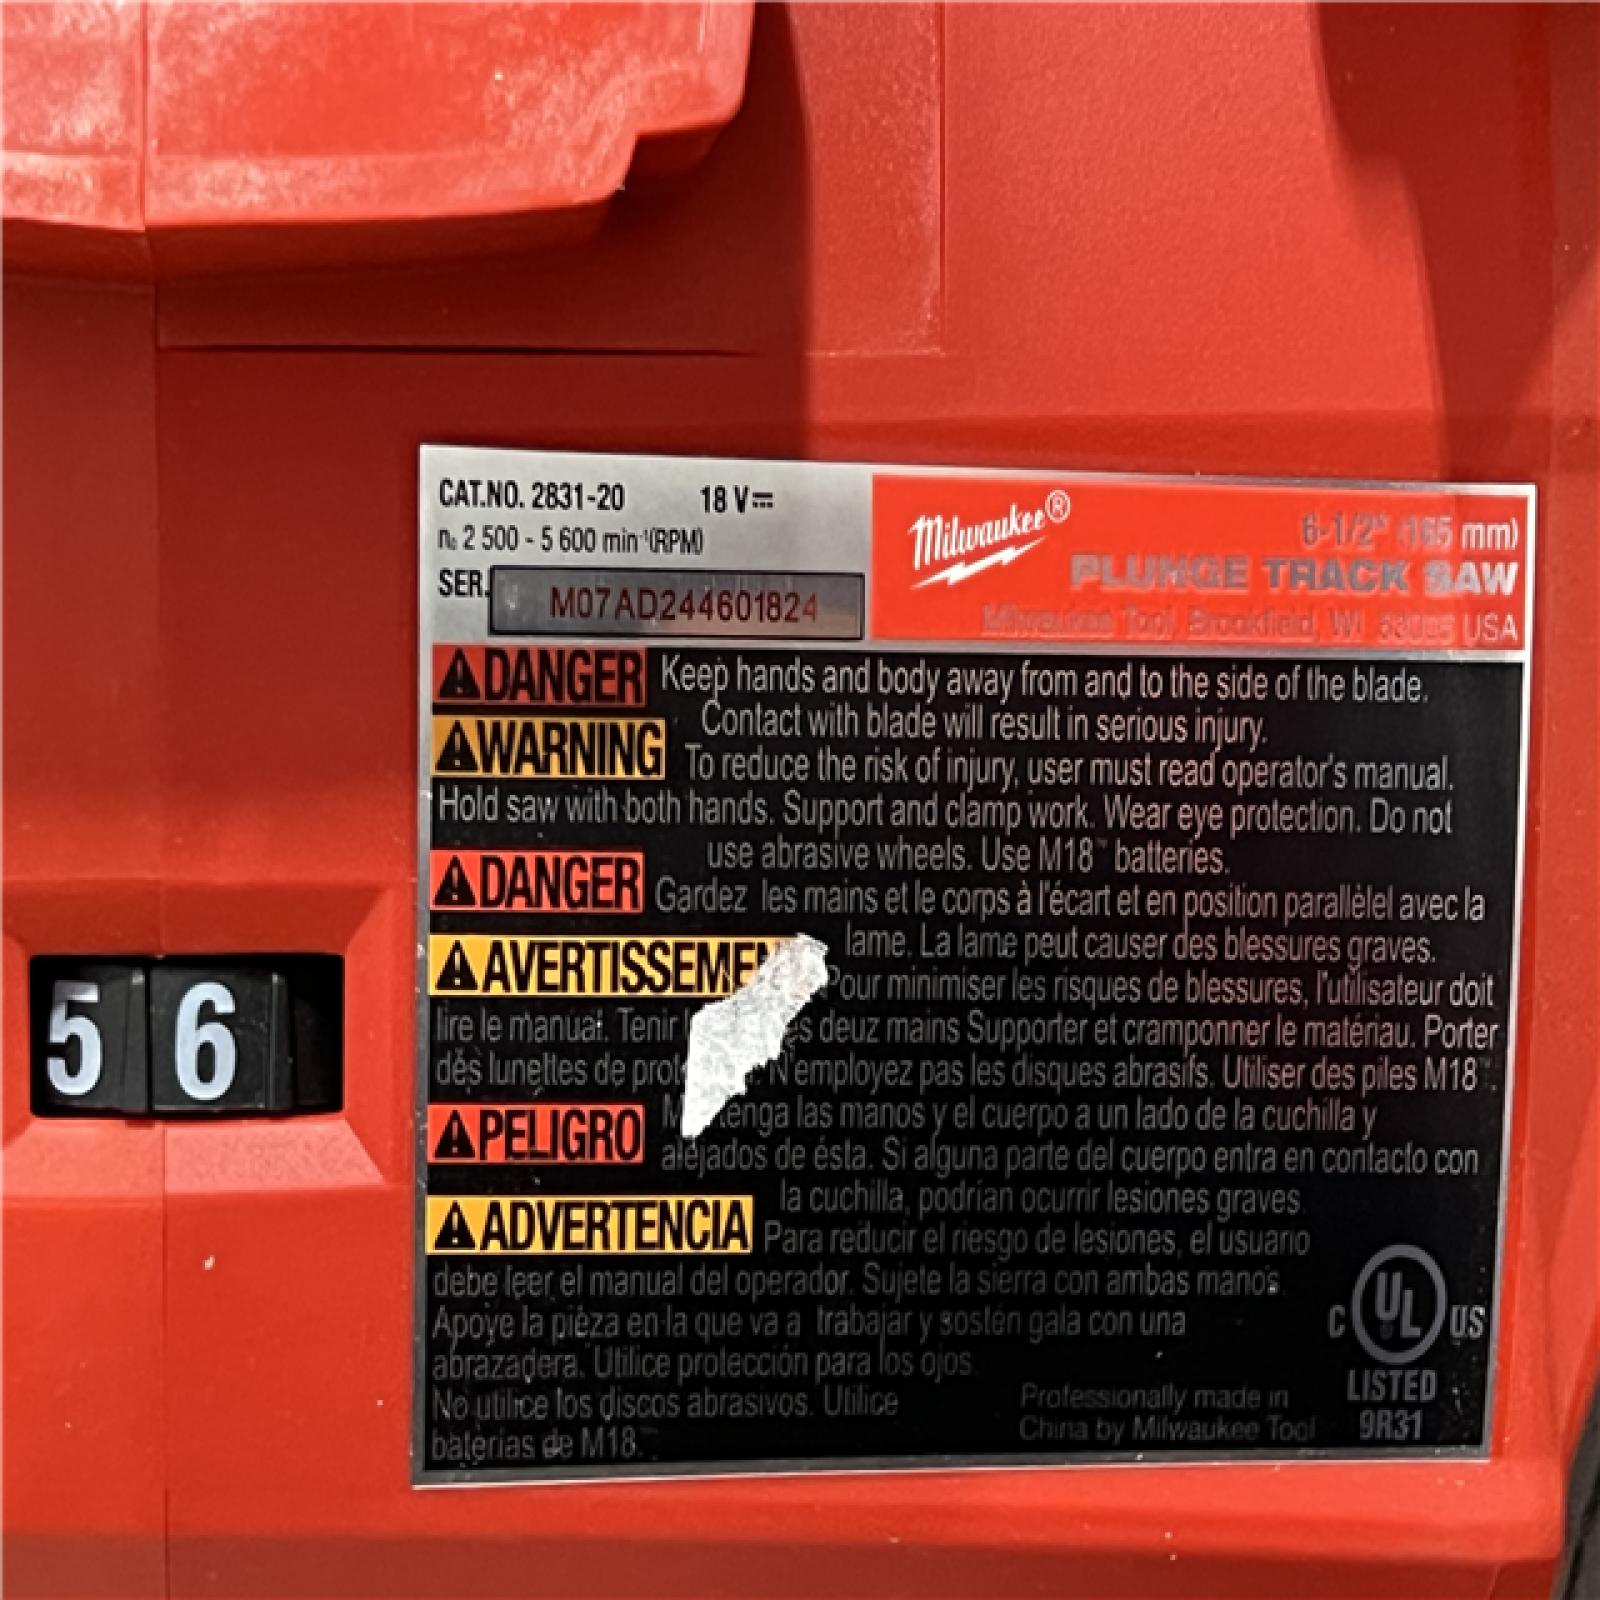 CAT.NO. 2831-20 18 V⎓
n₀ 2 500 - 5 600 min⁻¹(RPM)
SER. M07AD244601824
Milwaukee®
6-1/2" (165 mm)
PLUNGE TRACK SAW
Milwaukee Tool Brookfield, WI 53005 USA
⚠DANGER Keep hands and body away from and to the side of the blade.
Contact with blade will result in serious injury.
⚠WARNING To reduce the risk of injury, user must read operator's manual.
Hold saw with both hands. Support and clamp work. Wear eye protection. Do not
use abrasive wheels. Use M18™ batteries.
⚠DANGER Gardez les mains et le corps à l'écart et en position parallèlel avec la
lame. La lame peut causer des blessures graves.
⚠AVERTISSEMEN Pour minimiser les risques de blessures, l'utilisateur doit
lire le manual. Tenir deuz mains Supporter et cramponner le matériau. Porter
dès lunettes de N'employez pas les disques abrasifs. Utiliser des piles M18™.
⚠PELIGRO las manos y el cuerpo a un lado de la cuchilla y
alejados de ésta. Si alguna parte del cuerpo entra en contacto con
la cuchilla, podrían ocurrir lesiones graves.
⚠ADVERTENCIA Para reducir el riesgo de lesiones, el usuario
debe leer el manual del operador. Sujete la sierra con ambas manos.
Apoye la pieza en la que va a trabajar y sostén gala con una
abrazadera. Utilice protección para los ojos.
No utilice los discos abrasivos. Utilice
baterías de M18.™
Professionally made in
China by Milwaukee Tool
C UL US
LISTED
9R31
5 6